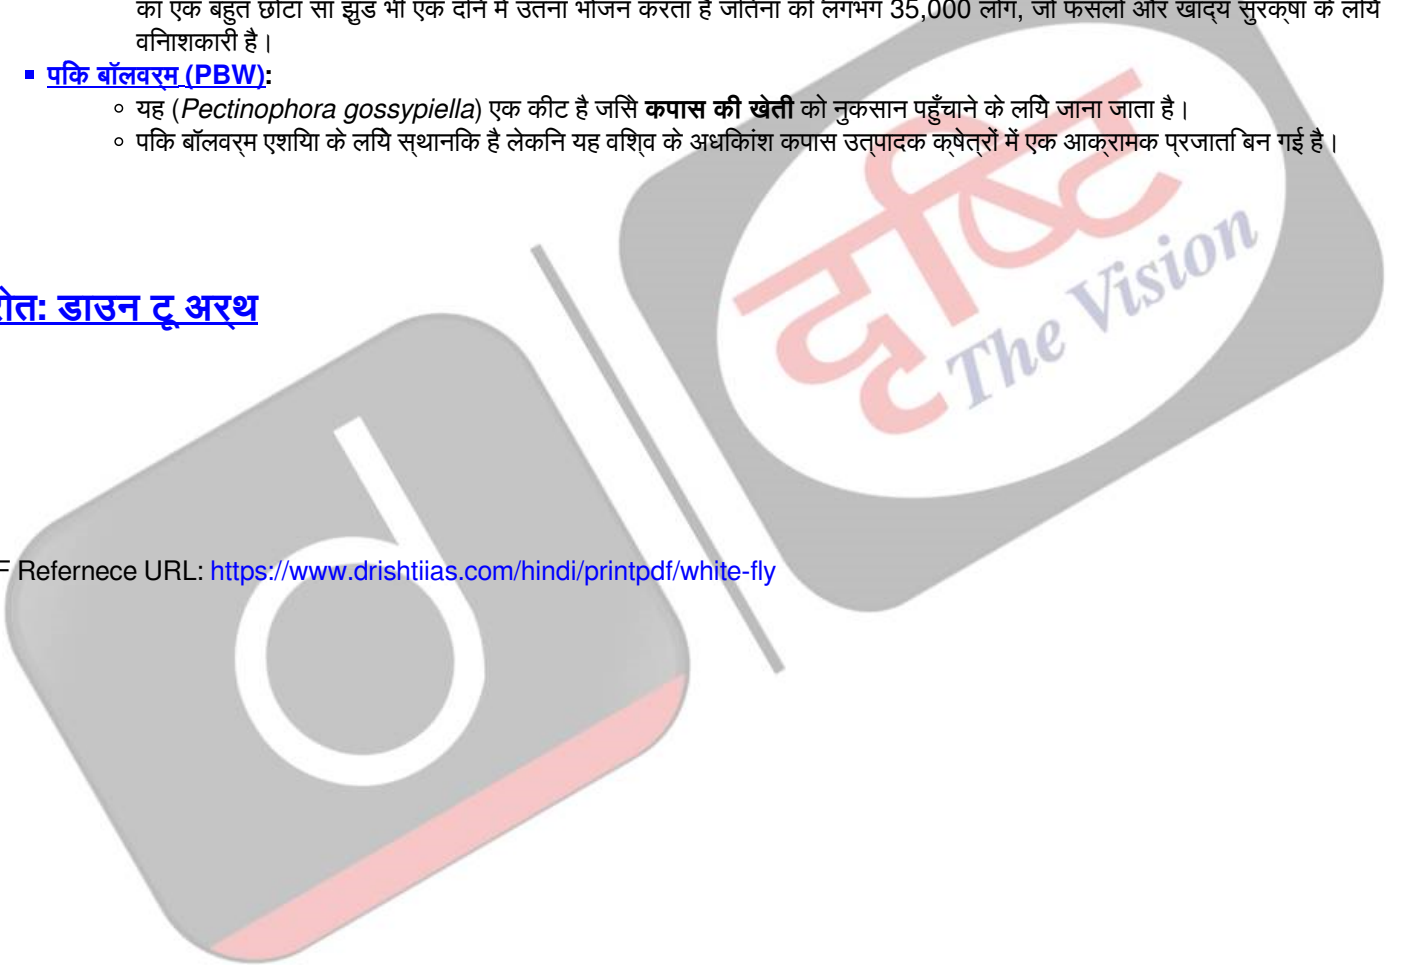 का एक बहुत छोटा सा झुंड भी एक दिन में उतना भोजन करता है जितना की लगभग 35,000 लोग, जो फसलों और खाद्य सुरक्षा के लिये
विनाशकारी है।
पिंक बॉलवर्म (PBW):
यह (Pectinophora gossypiella) एक कीट है जिसे कपास की खेती को नुकसान पहुँचाने के लिये जाना जाता है।
पिंक बॉलवर्म एशिया के लिये स्थानिक है लेकिन यह विश्व के अधिकांश कपास उत्पादक क्षेत्रों में एक आक्रामक प्रजाति बन गई है।
रोत: डाउन टू अर्थ
F Refernece URL: https://www.drishtiias.com/hindi/printpdf/white-fly
दृष्टि
The Vision
d